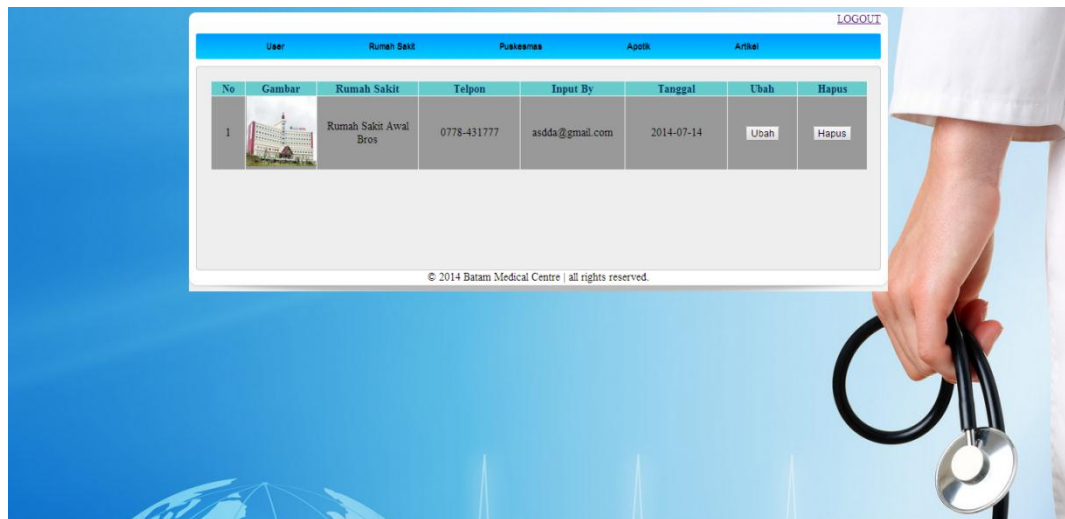 LOGOUT
User Rumah Sakit Puskesmas Apotik Artikel
No Gambar Rumah Sakit Telpon Input By Tanggal Ubah Hapus
1 Rumah Sakit Awal Bros 0778-431777 asdda@gmail.com 2014-07-14 Ubah Hapus
© 2014 Batam Medical Centre | all rights reserved.